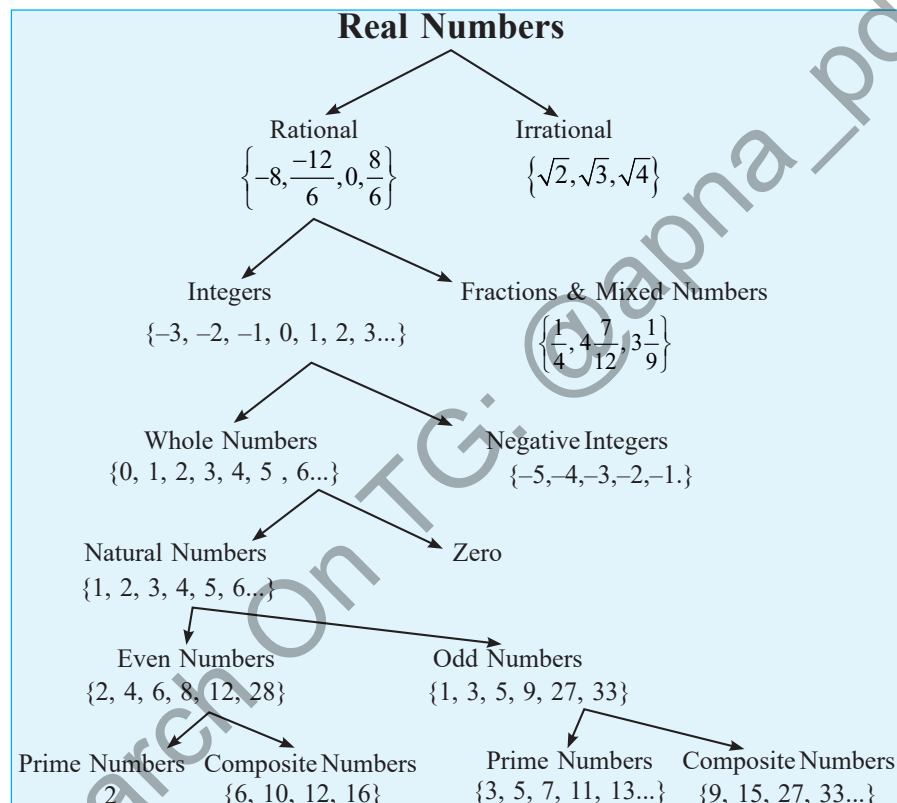 Real Numbers
Rational Irrational
{–8, –12/6, 0, 8/6} {√2, √3, √4}
Integers Fractions & Mixed Numbers
{–3, –2, –1, 0, 1, 2, 3...} {1/4, 4 7/12, 3 1/9}
Whole Numbers Negative Integers
{0, 1, 2, 3, 4, 5 , 6...} {–5,–4,–3,–2,–1.}
Natural Numbers Zero
{1, 2, 3, 4, 5, 6...}
Even Numbers Odd Numbers
{2, 4, 6, 8, 12, 28} {1, 3, 5, 9, 27, 33}
Prime Numbers Composite Numbers Prime Numbers Composite Numbers
2 {6, 10, 12, 16} {3, 5, 7, 11, 13...} {9, 15, 27, 33...}
arch On TG: @apna_pd